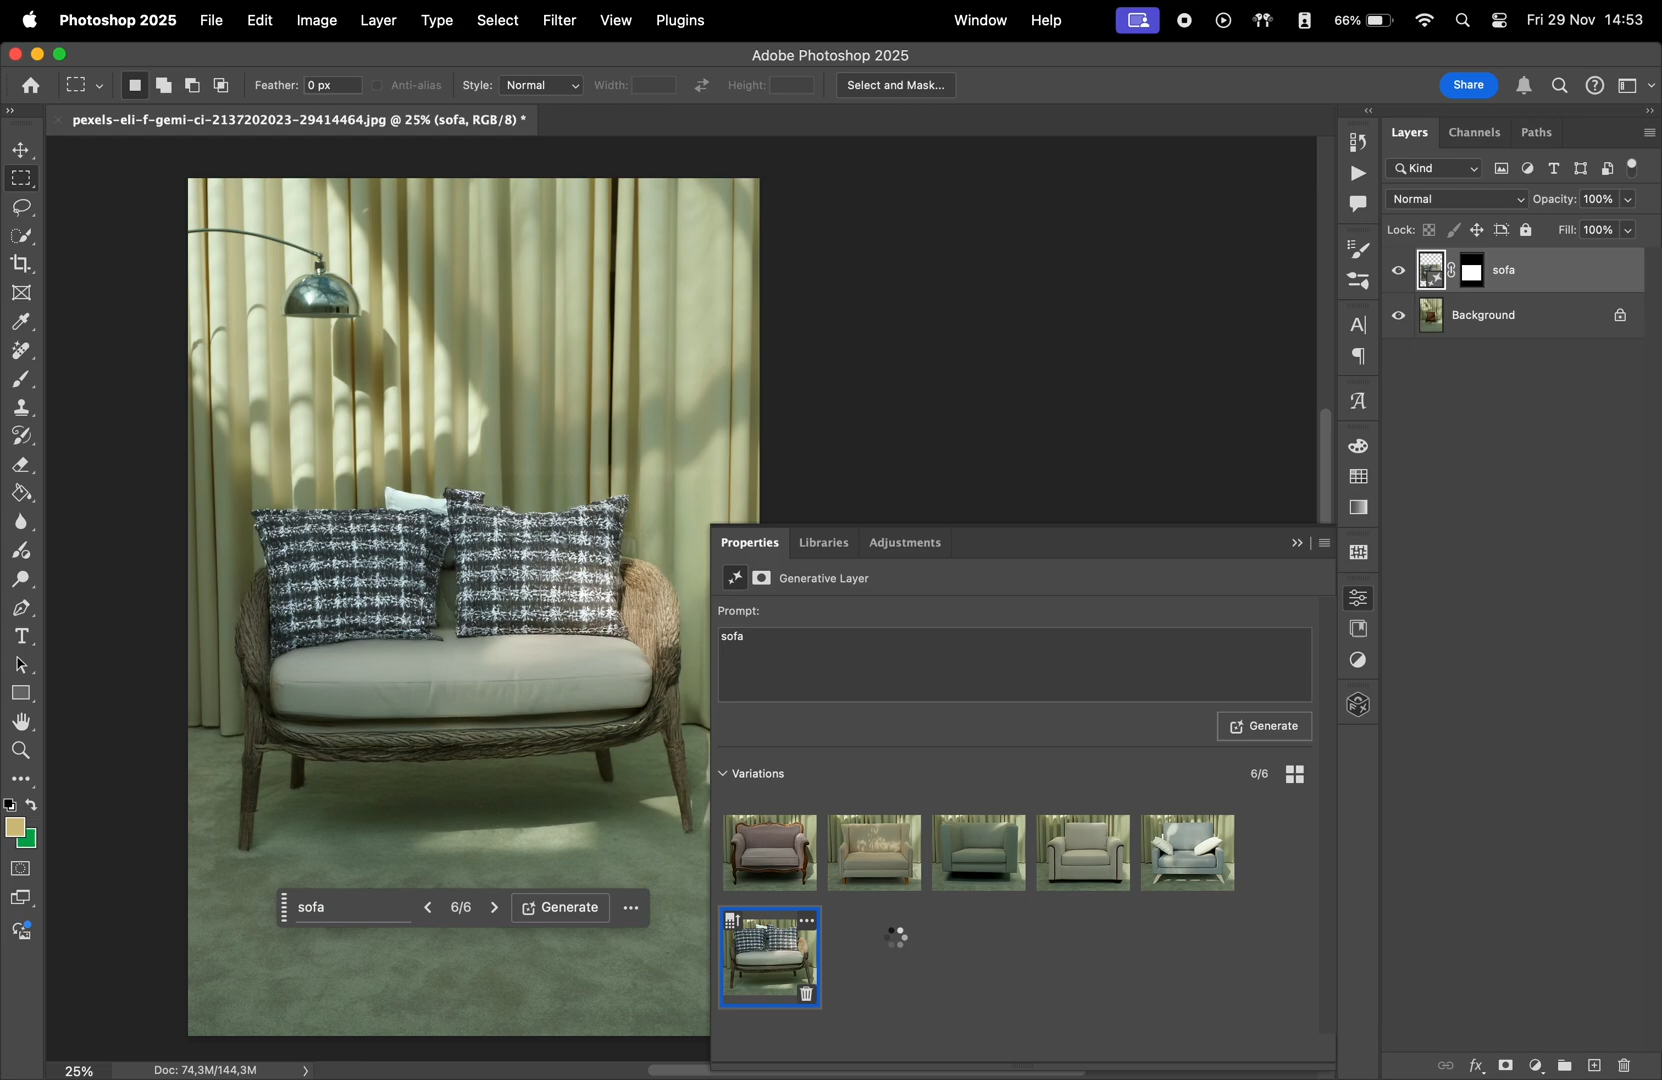 Photoshop 2025 File Edit Image Layer Type Select Filter View Plugins Window Help 66% Fri 29 Nov 14:53
Adobe Photoshop 2025
Feather: 0 px Anti-alias Style: Normal Width: Height: Select and Mask... Share
pexels-eli-f-gemi-ci-2137202023-29414464.jpg @ 25% (sofa, RGB/8) *
Layers Channels Paths
Kind
Normal Opacity: 100%
Lock: Fill: 100%
sofa
Background
Properties Libraries Adjustments
Generative Layer
Prompt:
sofa
Generate
Variations 6/6
sofa 6/6 Generate
25% Doc: 74,3M/144,3M